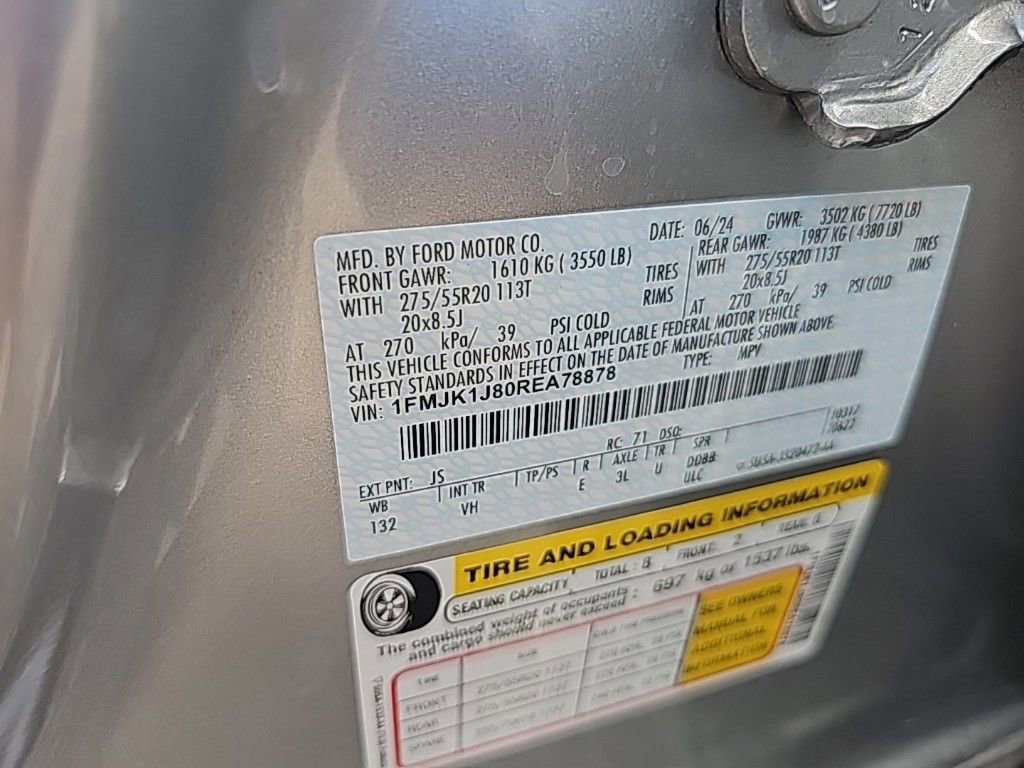 MFD. BY FORD MOTOR CO.
DATE: 06/24 GVWR: 3502 KG (7720 LB)
FRONT GAWR: 1610 KG (3550 LB)
REAR GAWR: 1987 KG (4380 LB)
WITH 275/55R20 113T TIRES
WITH 275/55R20 113T TIRES
20x8.5J RIMS
20x8.5J RIMS
AT 270 kPa/ 39 PSI COLD
AT 270 kPa/ 39 PSI COLD
THIS VEHICLE CONFORMS TO ALL APPLICABLE FEDERAL MOTOR VEHICLE
SAFETY STANDARDS IN EFFECT ON THE DATE OF MANUFACTURE SHOWN ABOVE.
VIN: 1FMJK1J80REA78878 TYPE: MPV
EXT PNT: JS RC: 71 DSO:
WB INT TR TP/PS R AXLE TR SPR
132 VH E 3L U DDBB
ULC
TIRE AND LOADING INFORMATION
SEATING CAPACITY TOTAL: 8 FRONT: 2 REAR: 6
The combined weight of occupants
and cargo should never exceed: 697 kg or 1537 lbs.
SEE OWNERS
MANUAL FOR
ADDITIONAL
INFORMATION
TIRE
FRONT
REAR
SPARE